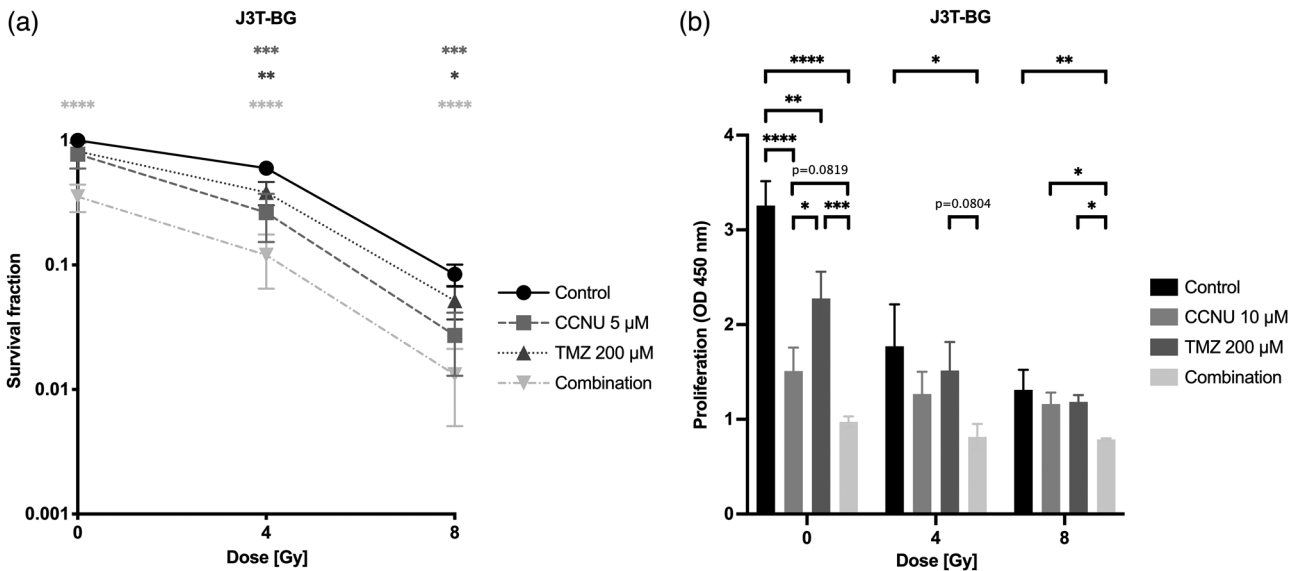 (a)
J3T-BG
*** ***
** *
**** **** ****
1
0.1
0.01
0.001
Survival fraction
0 4 8
Dose [Gy]
Control
CCNU 5 µM
TMZ 200 µM
Combination
(b)
J3T-BG
**** * **
**
****
p=0.0819 *
* *** p=0.0804 *
4
3
2
1
0
Proliferation (OD 450 nm)
0 4 8
Dose [Gy]
Control
CCNU 10 µM
TMZ 200 µM
Combination